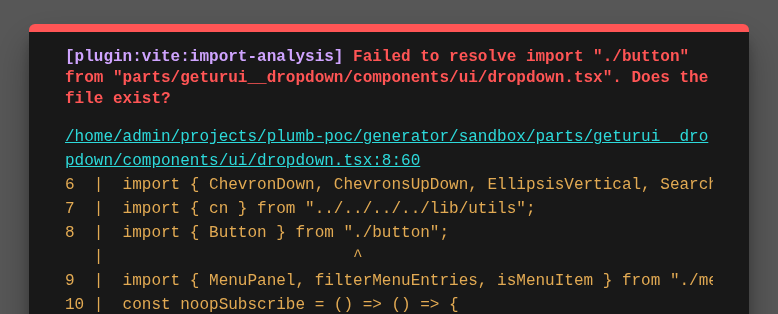 [plugin:vite:import-analysis] Failed to resolve import "./button"
from "parts/geturui__dropdown/components/ui/dropdown.tsx". Does the
file exist?
/home/admin/projects/plumb-poc/generator/sandbox/parts/geturui__dro
pdown/components/ui/dropdown.tsx:8:60
6  |  import { ChevronDown, ChevronsUpDown, EllipsisVertical, Search
7  |  import { cn } from "../../../../lib/utils";
8  |  import { Button } from "./button";
   |                          ^
9  |  import { MenuPanel, filterMenuEntries, isMenuItem } from "./me
10 |  const noopSubscribe = () => () => {